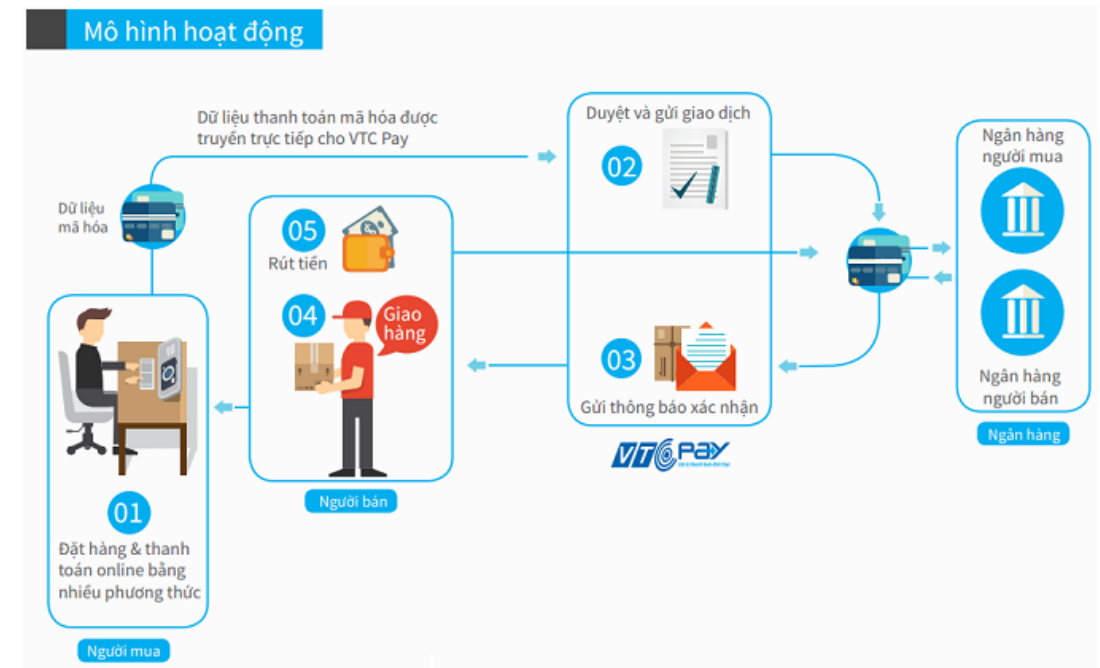 Mô hình hoạt động
Dữ liệu thanh toán mã hóa được
truyền trực tiếp cho VTC Pay
Dữ liệu
mã hóa
Duyệt và gửi giao dịch
02
Ngân hàng
người mua
05
Rút tiền
04
Giao
hàng
03
Gửi thông báo xác nhận
VTC Pay
Ngân hàng
người bán
Ngân hàng
Người bán
01
Đặt hàng & thanh
toán online bằng
nhiều phương thức
Người mua